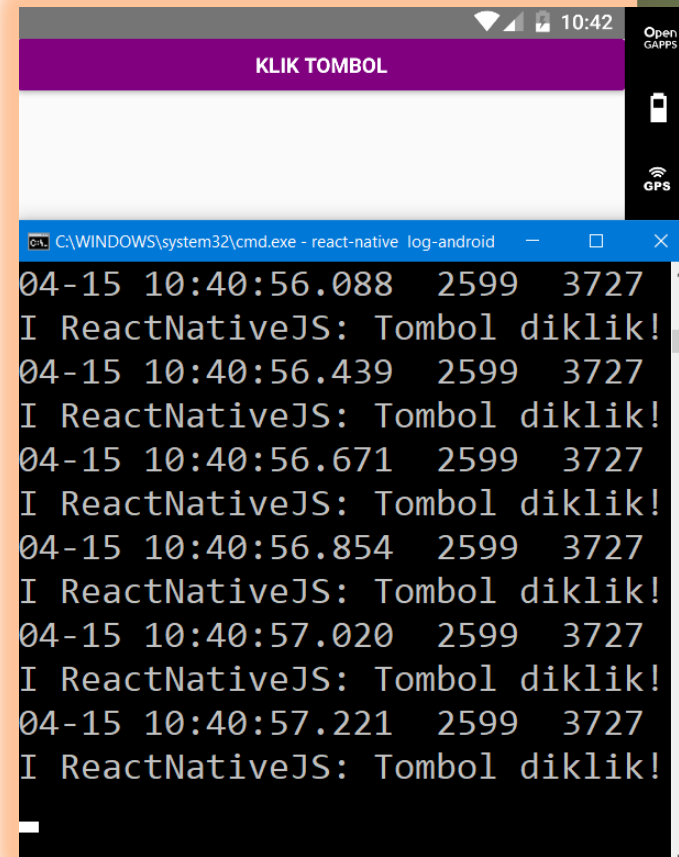 10:42
Open
GAPPS
KLIK TOMBOL
GPS
C:\WINDOWS\system32\cmd.exe - react-native log-android
04-15 10:40:56.088 2599 3727
I ReactNativeJS: Tombol diklik!
04-15 10:40:56.439 2599 3727
I ReactNativeJS: Tombol diklik!
04-15 10:40:56.671 2599 3727
I ReactNativeJS: Tombol diklik!
04-15 10:40:56.854 2599 3727
I ReactNativeJS: Tombol diklik!
04-15 10:40:57.020 2599 3727
I ReactNativeJS: Tombol diklik!
04-15 10:40:57.221 2599 3727
I ReactNativeJS: Tombol diklik!